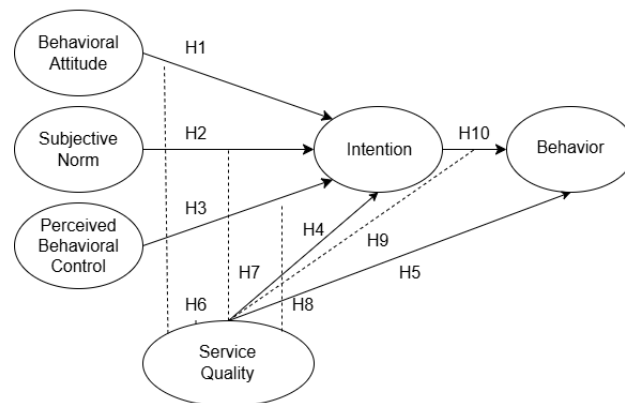 Behavioral
Attitude
H1
Subjective
Norm
H2
Intention
H10
Behavior
Perceived
Behavioral
Control
H3
H4
H9
H7
H5
H6
H8
Service
Quality